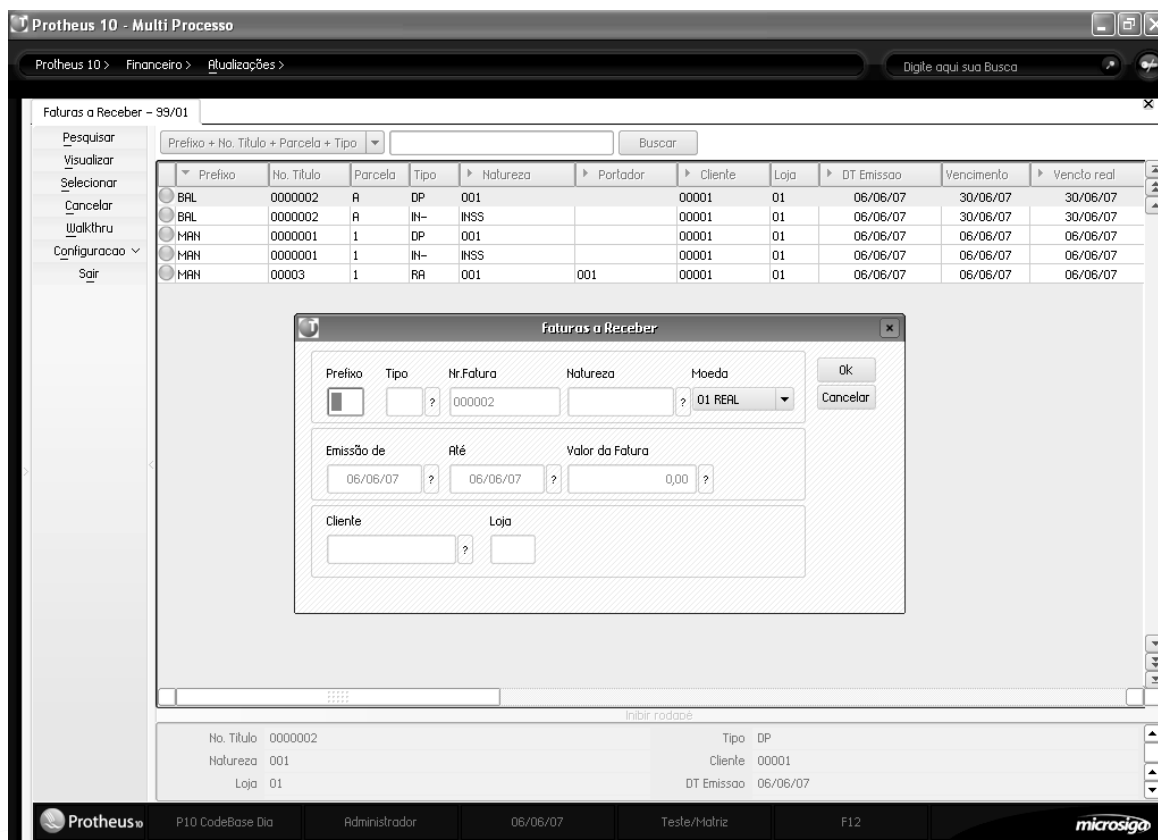 Protheus 10 - Multi Processo
Protheus 10 > Financeiro > Atualizações >
Digite aqui sua Busca
Faturas a Receber - 99/01
Pesquisar
Visualizar
Selecionar
Cancelar
Walkthru
Configuracao
Sair
Prefixo + No. Título + Parcela + Tipo Buscar
Prefixo No. Título Parcela Tipo Natureza Portador Cliente Loja DT Emissao Vencimento Vencto real
BAL 0000002 A DP 001 00001 01 06/06/07 30/06/07 30/06/07
BAL 0000002 A IN- INSS 00001 01 06/06/07 30/06/07 30/06/07
MAN 0000001 1 DP 001 00001 01 06/06/07 06/06/07 06/06/07
MAN 0000001 1 IN- INSS 00001 01 06/06/07 06/06/07 06/06/07
MAN 00003 1 RA 001 001 00001 01 06/06/07 06/06/07 06/06/07
Faturas a Receber
Prefixo Tipo Nr.Fatura Natureza Moeda
? 000002 ? 01 REAL
Ok
Cancelar
Emissão de Até Valor da Fatura
06/06/07 ? 06/06/07 ? 0,00 ?
Cliente Loja
?
Inibir rodapé
No. Título 0000002 Tipo DP
Natureza 001 Cliente 00001
Loja 01 DT Emissao 06/06/07
Protheus 10 P10 CodeBase Dia Administrador 06/06/07 Teste/Matriz F12 microsiga